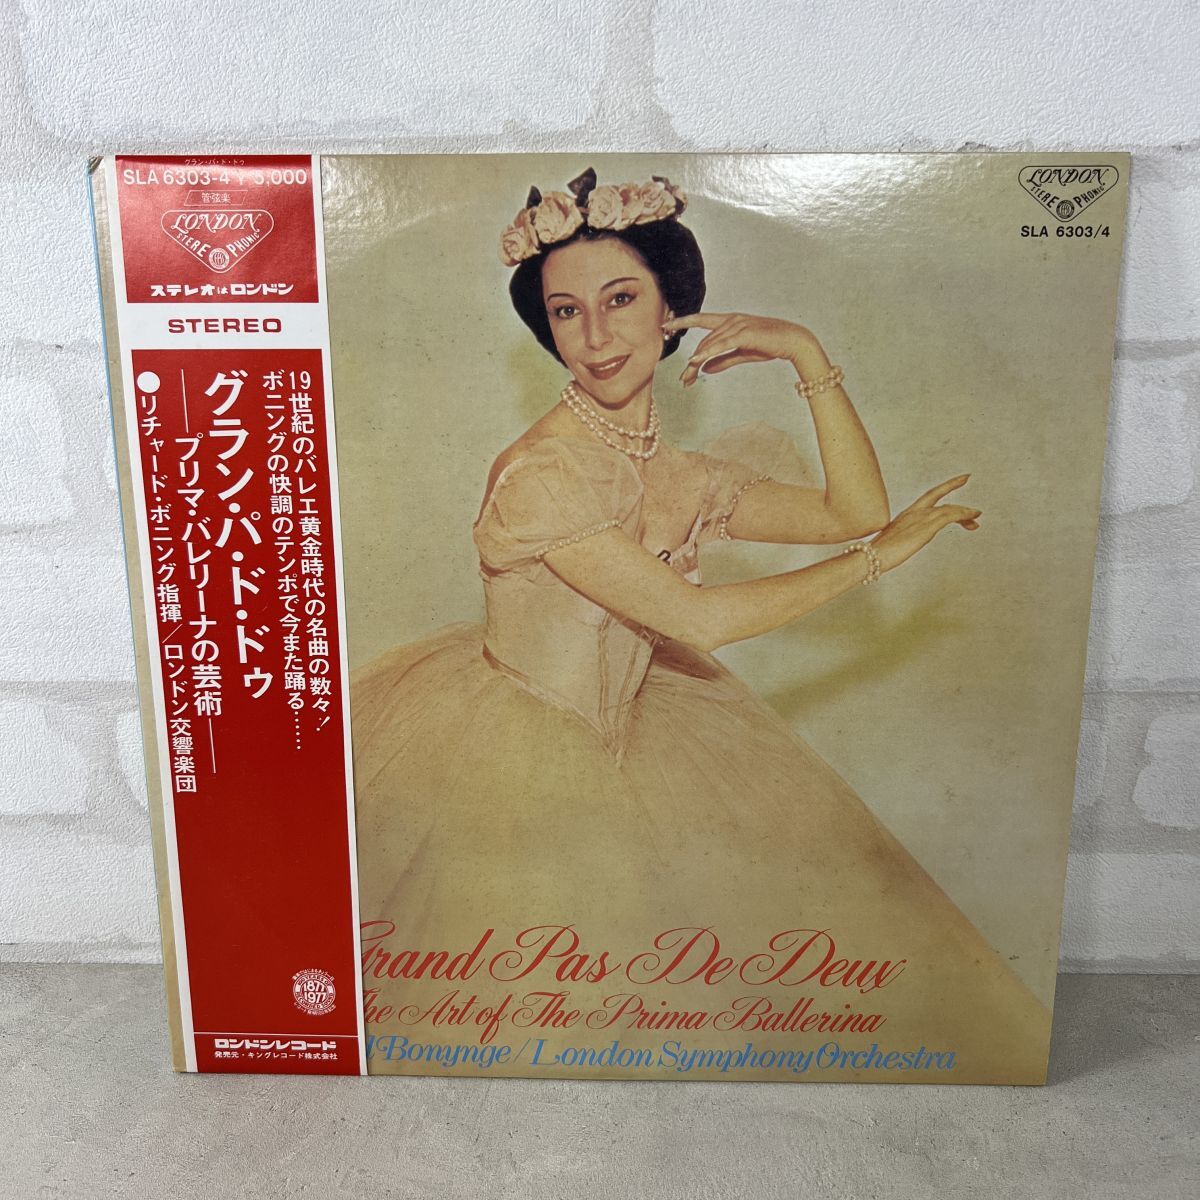 グラン・パ・ド・ドゥ
SLA 6303-4 ¥5,000
管弦楽
LONDON
STEREO PHONIC
ステレオはロンドン
STEREO
19世紀のバレエ黄金時代の名曲の数々!
ボニングの快調のテンポで今また踊る……
グラン・パ・ド・ドゥ
——プリマ・バレリーナの芸術——
●リチャード・ボニング指揮/ロンドン交響楽団
1877
1977
ロンドンレコード
発売元・キングレコード株式会社
LONDON
STEREO PHONIC
SLA 6303/4
Grand Pas De Deux
The Art of The Prima Ballerina
Bonynge/London Symphony Orchestra